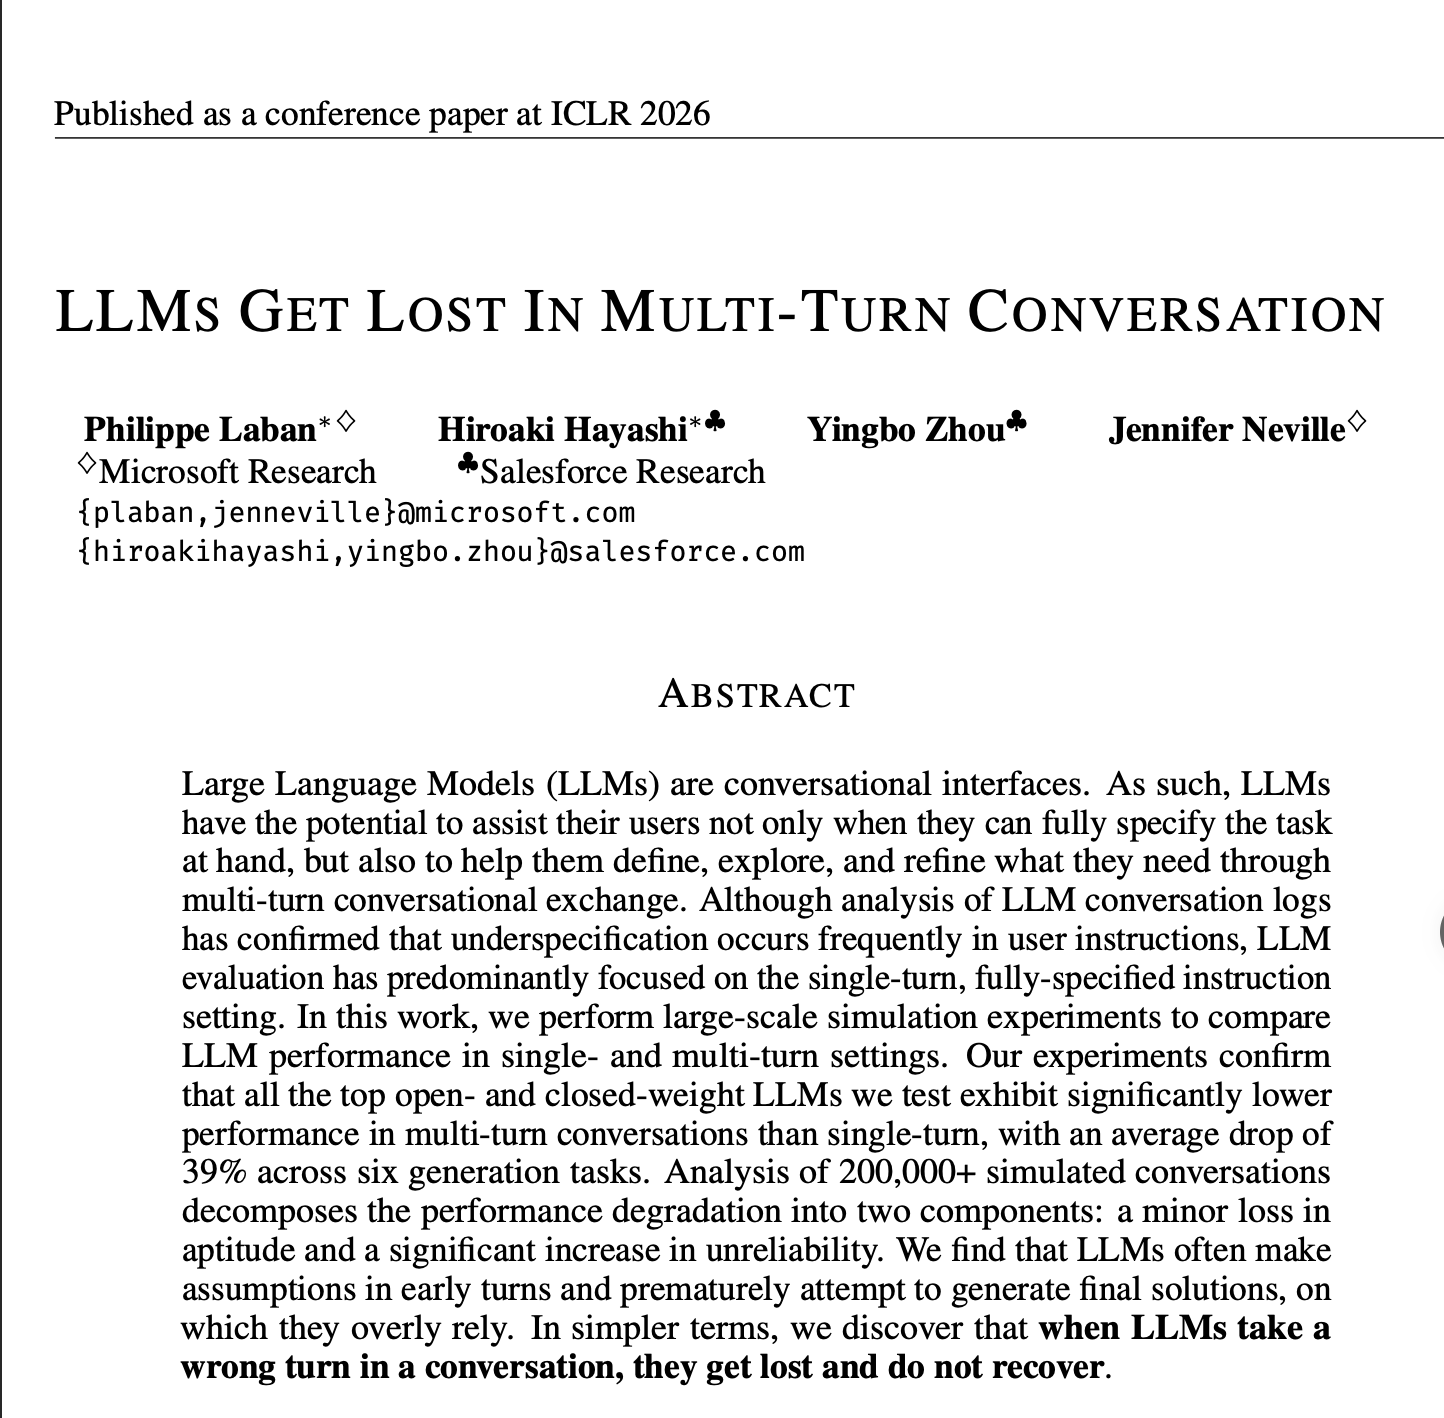 Published as a conference paper at ICLR 2026
LLMs Get Lost In Multi-Turn Conversation
Philippe Laban*♢ Hiroaki Hayashi*♣ Yingbo Zhou♣ Jennifer Neville♢
♢Microsoft Research ♣Salesforce Research
{plaban,jenneville}@microsoft.com
{hiroakihayashi,yingbo.zhou}@salesforce.com
Abstract
Large Language Models (LLMs) are conversational interfaces. As such, LLMs
have the potential to assist their users not only when they can fully specify the task
at hand, but also to help them define, explore, and refine what they need through
multi-turn conversational exchange. Although analysis of LLM conversation logs
has confirmed that underspecification occurs frequently in user instructions, LLM
evaluation has predominantly focused on the single-turn, fully-specified instruction
setting. In this work, we perform large-scale simulation experiments to compare
LLM performance in single- and multi-turn settings. Our experiments confirm
that all the top open- and closed-weight LLMs we test exhibit significantly lower
performance in multi-turn conversations than single-turn, with an average drop of
39% across six generation tasks. Analysis of 200,000+ simulated conversations
decomposes the performance degradation into two components: a minor loss in
aptitude and a significant increase in unreliability. We find that LLMs often make
assumptions in early turns and prematurely attempt to generate final solutions, on
which they overly rely. In simpler terms, we discover that when LLMs take a
wrong turn in a conversation, they get lost and do not recover.